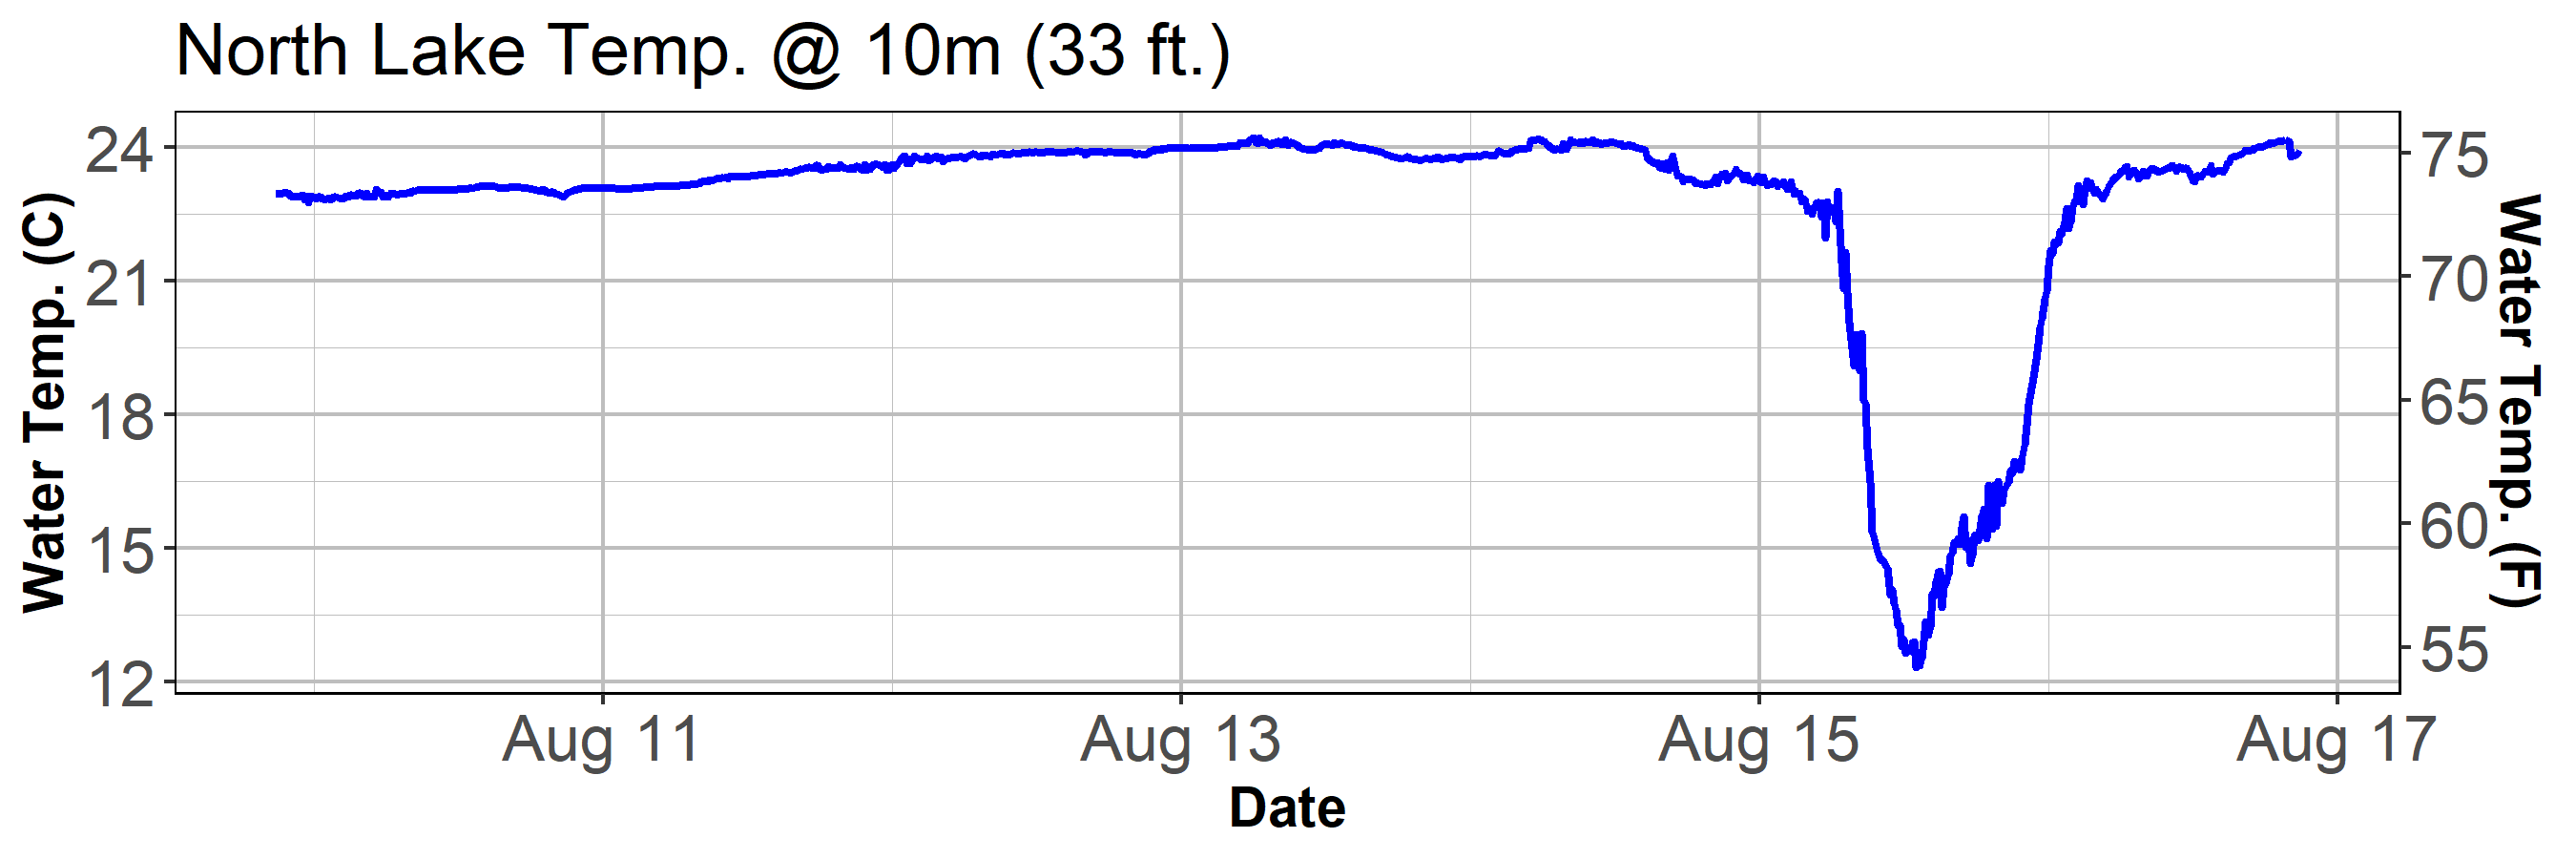 North Lake Temp. @ 10m (33 ft.)
Water Temp. (C)
24
21
18
15
12
75
70
65
60
55
Water Temp. (F)
Aug 11 Aug 13 Aug 15 Aug 17
Date